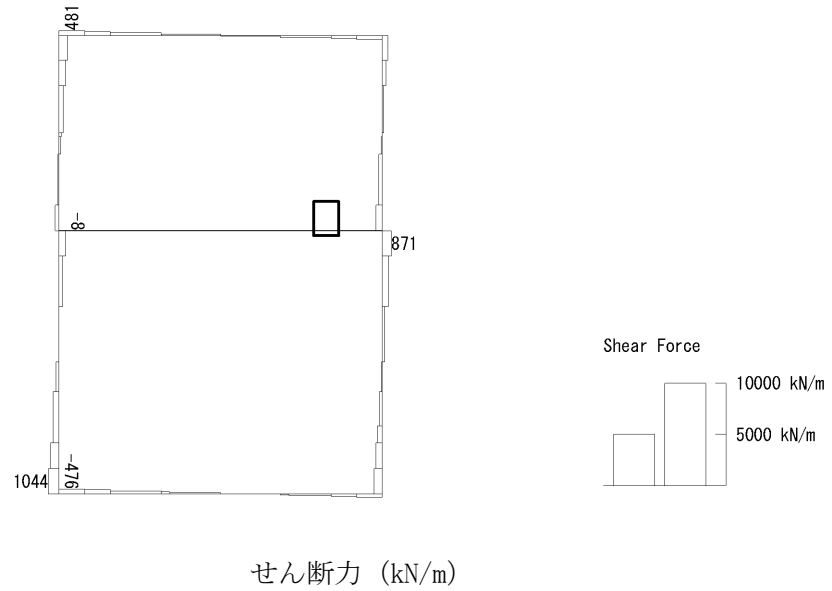 481
-8
871
Shear Force
10000 kN/m
5000 kN/m
-476
1044
せん断力 (kN/m)